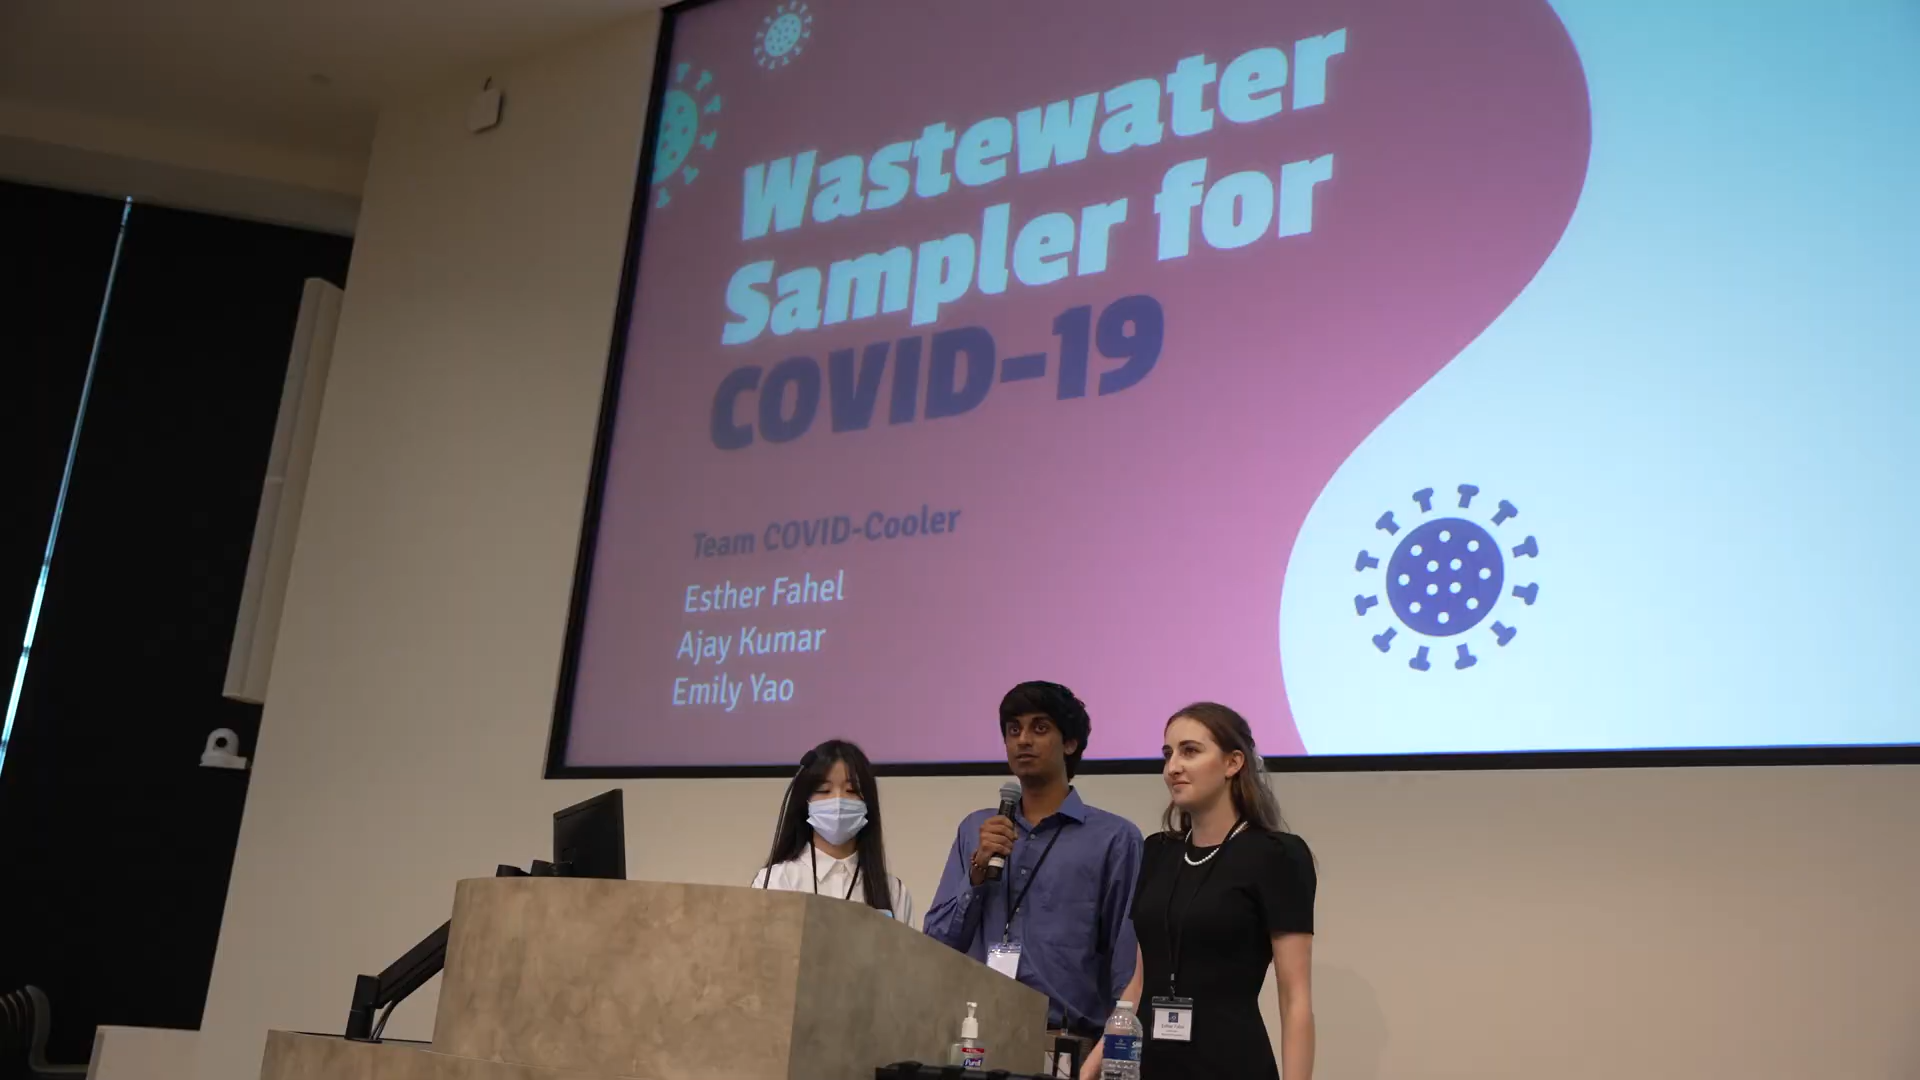 Wastewater
Sampler for
COVID-19
Team COVID-Cooler
Esther Fahel
Ajay Kumar
Emily Yao